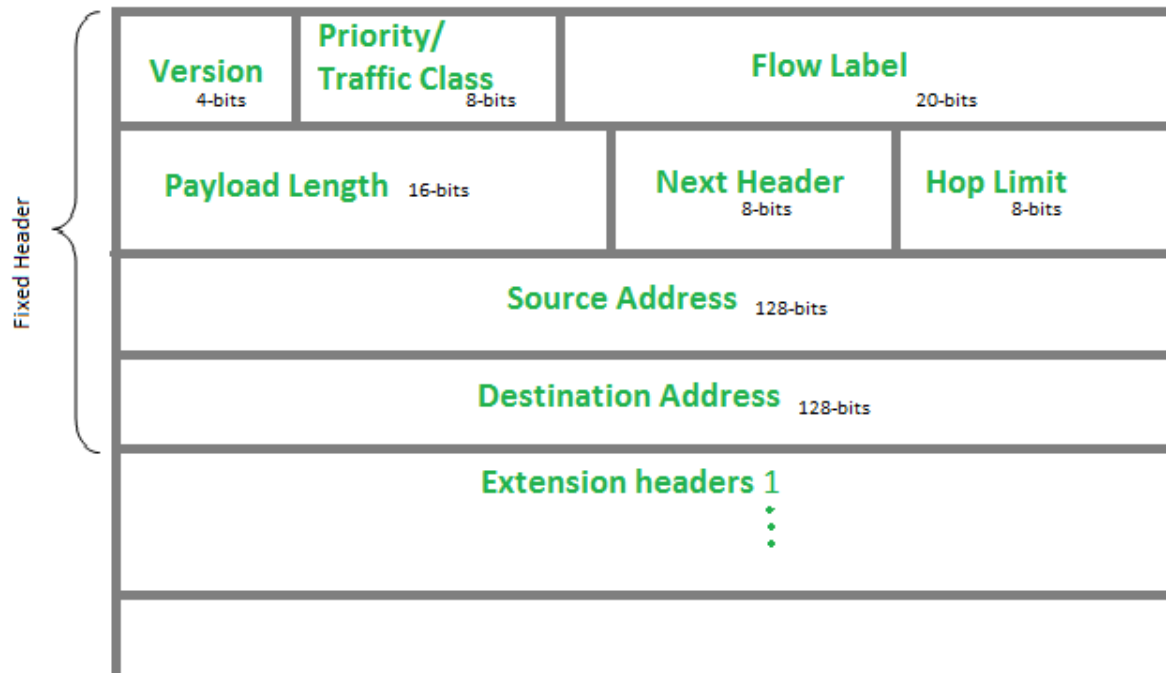 Fixed Header
Version
4-bits
Priority/
Traffic Class
8-bits
Flow Label
20-bits
Payload Length 16-bits
Next Header
8-bits
Hop Limit
8-bits
Source Address 128-bits
Destination Address 128-bits
Extension headers 1